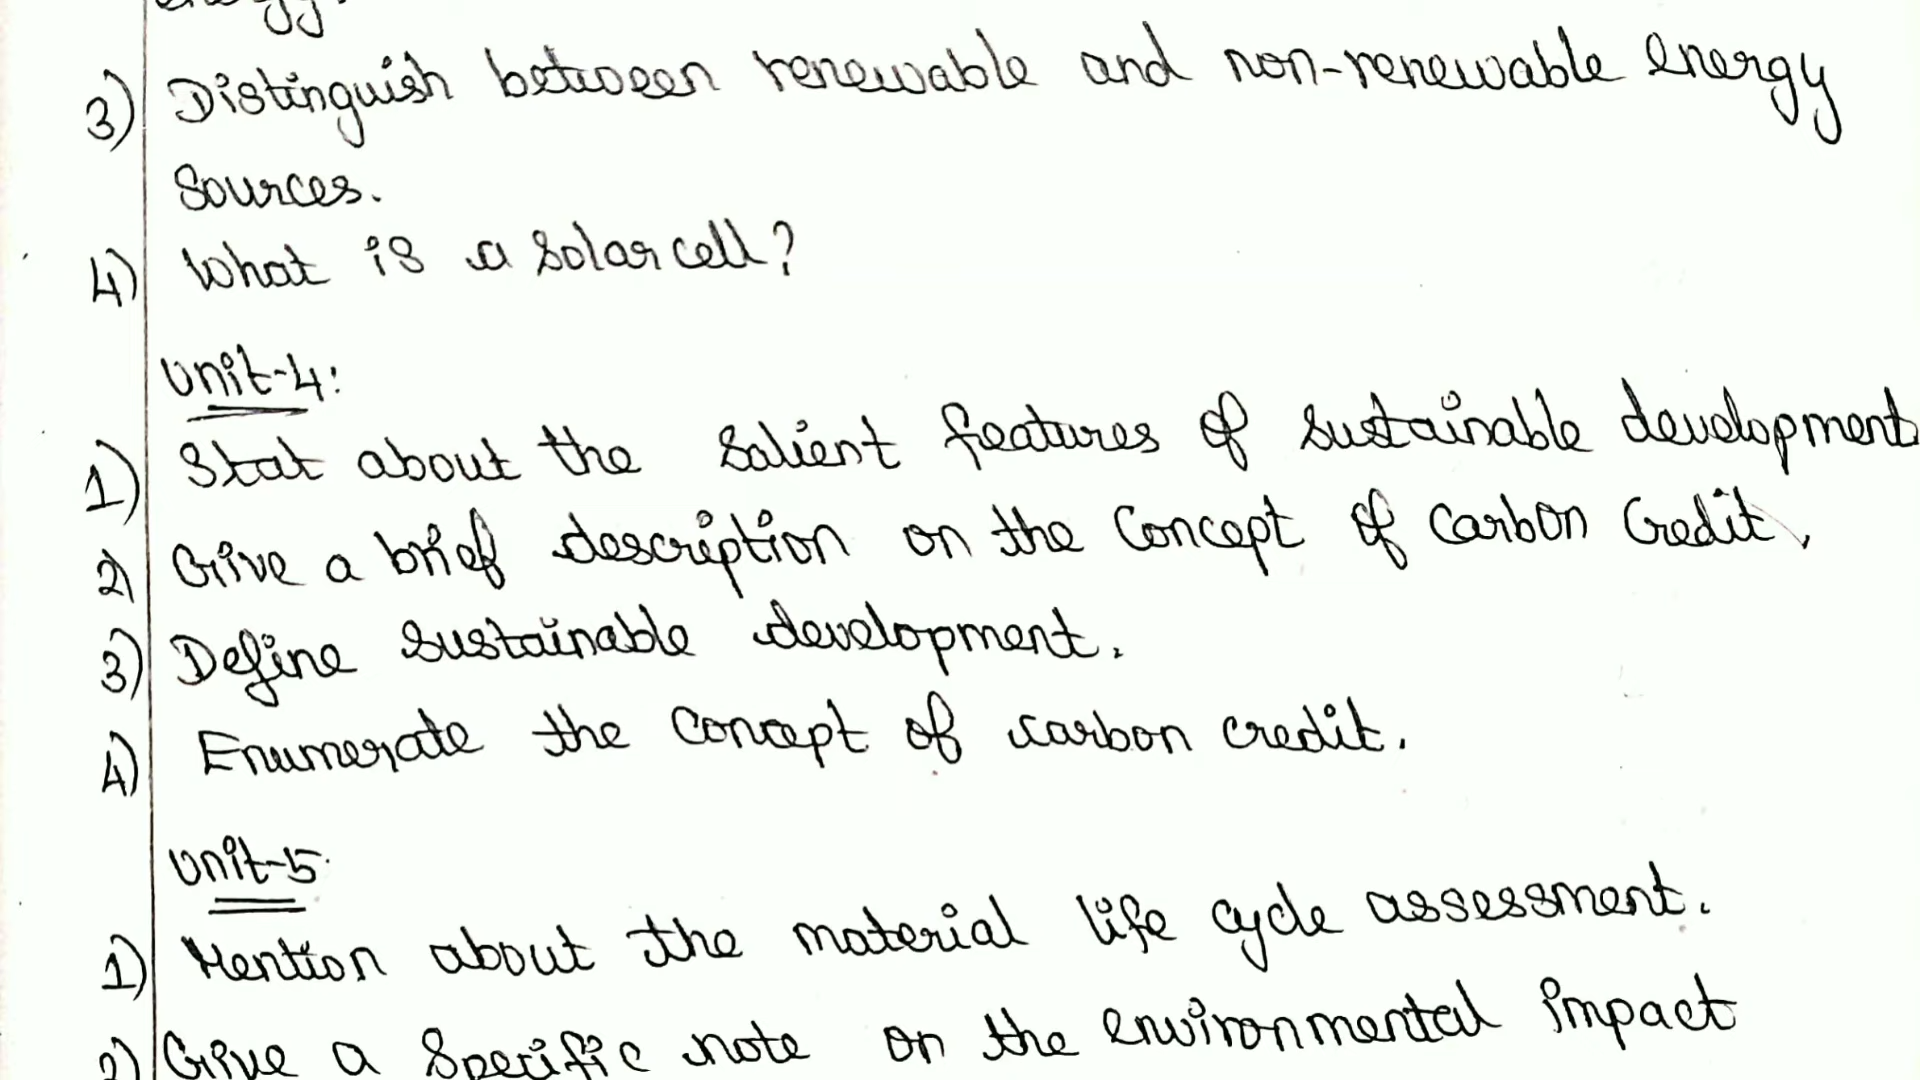 energy.
3) Distinguish between renewable and non-renewable energy
Sources.
4) What is a Solar cell?
Unit-4:
1) Stat about the Salient features of sustainable development
2) Give a brief description on the Concept of Carbon Credit.
3) Define sustainable development.
4) Enumerate the Concept of carbon credit.
Unit-5
1) Mention about the material life cycle assessment.
2) Give a Specific note on the environmental impact